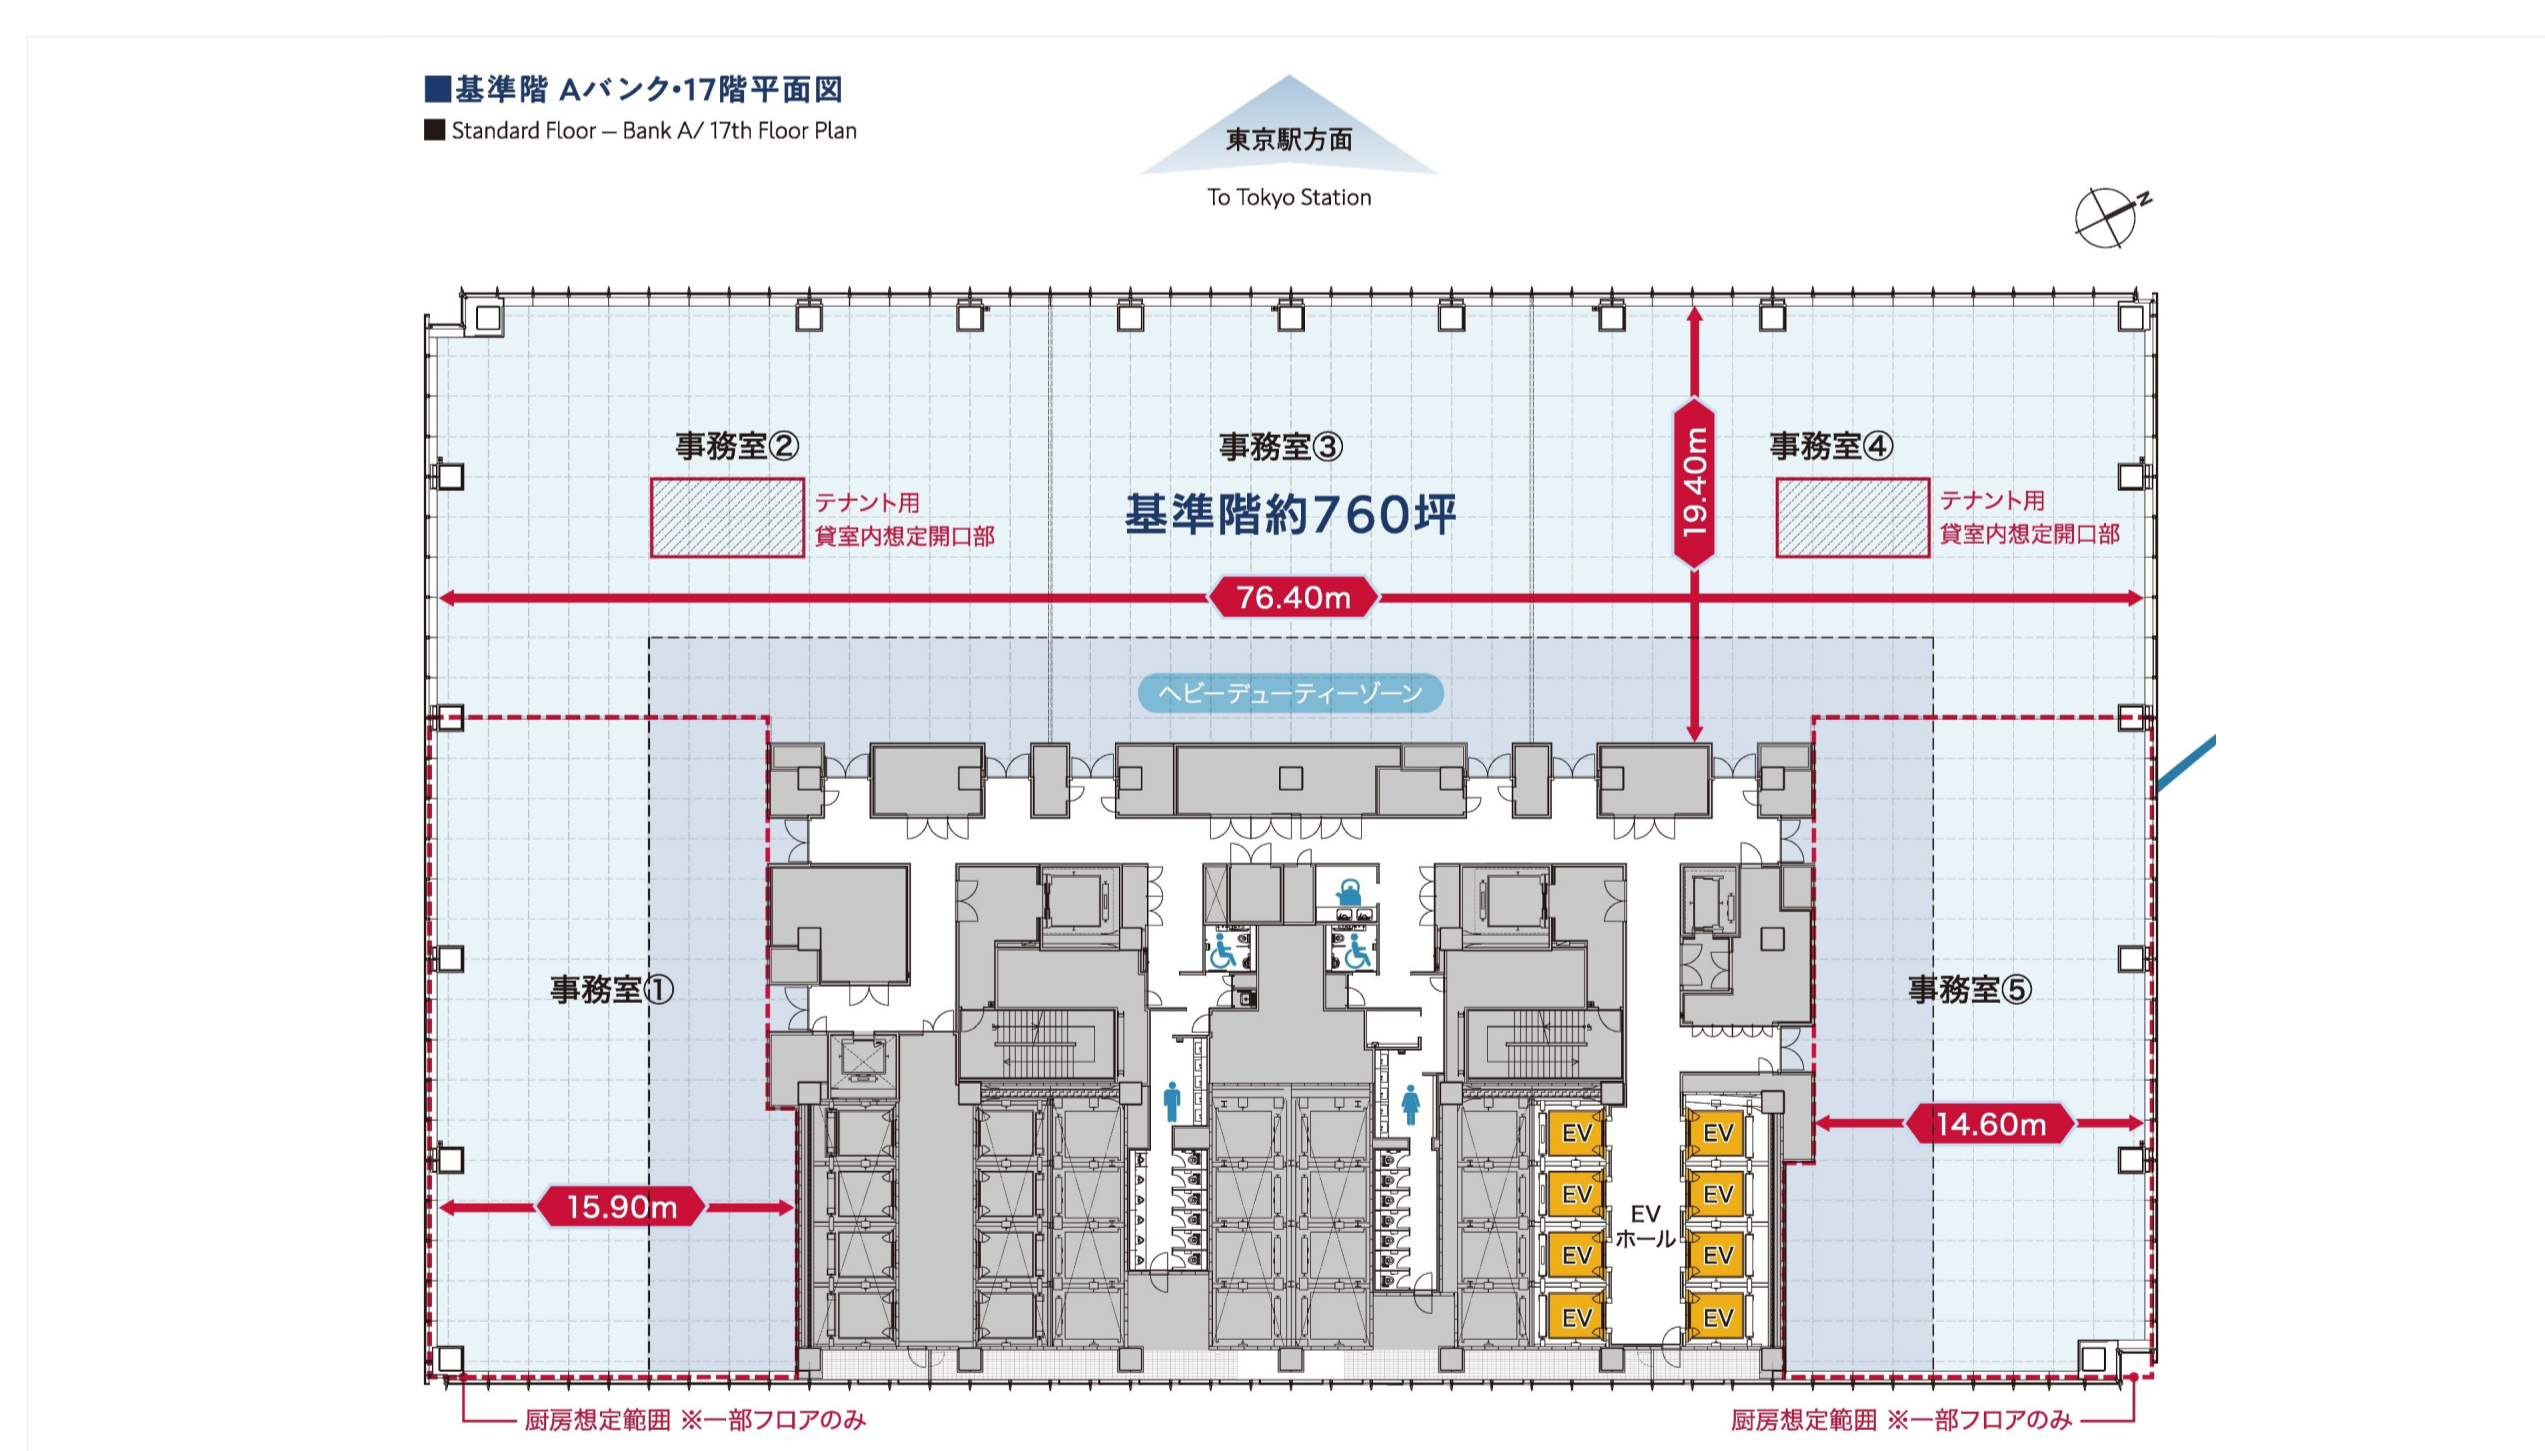 ■基準階 Aバンク・17階平面図
■ Standard Floor – Bank A/ 17th Floor Plan
東京駅方面
To Tokyo Station
N
事務室②
事務室③
事務室④
テナント用
貸室内想定開口部
基準階約760坪
19.40m
テナント用
貸室内想定開口部
76.40m
ヘビーデューティーゾーン
事務室①
事務室⑤
15.90m
14.60m
EV
EV
EV
EV
EV
EV
EV
EV
EV
ホール
厨房想定範囲 ※一部フロアのみ
厨房想定範囲 ※一部フロアのみ